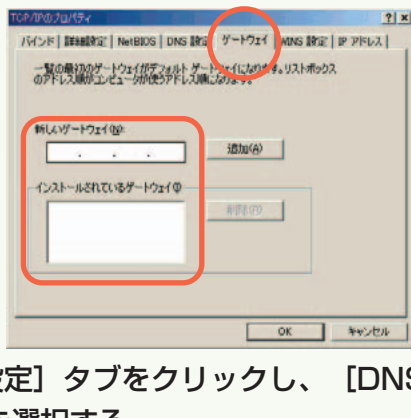 TCP/IPのプロパティ
バインド 詳細設定 NetBIOS DNS 設定 ゲートウェイ WINS 設定 IP アドレス
一覧の最初のゲートウェイがデフォルト ゲートウェイになります。リストボックス
のアドレス順がコンピュータが使うアドレス順になります。
新しいゲートウェイ(N):
. . .
追加(A)
インストールされているゲートウェイ(I)
削除(R)
OK キャンセル
定］タブをクリックし、［DNS
を選択する